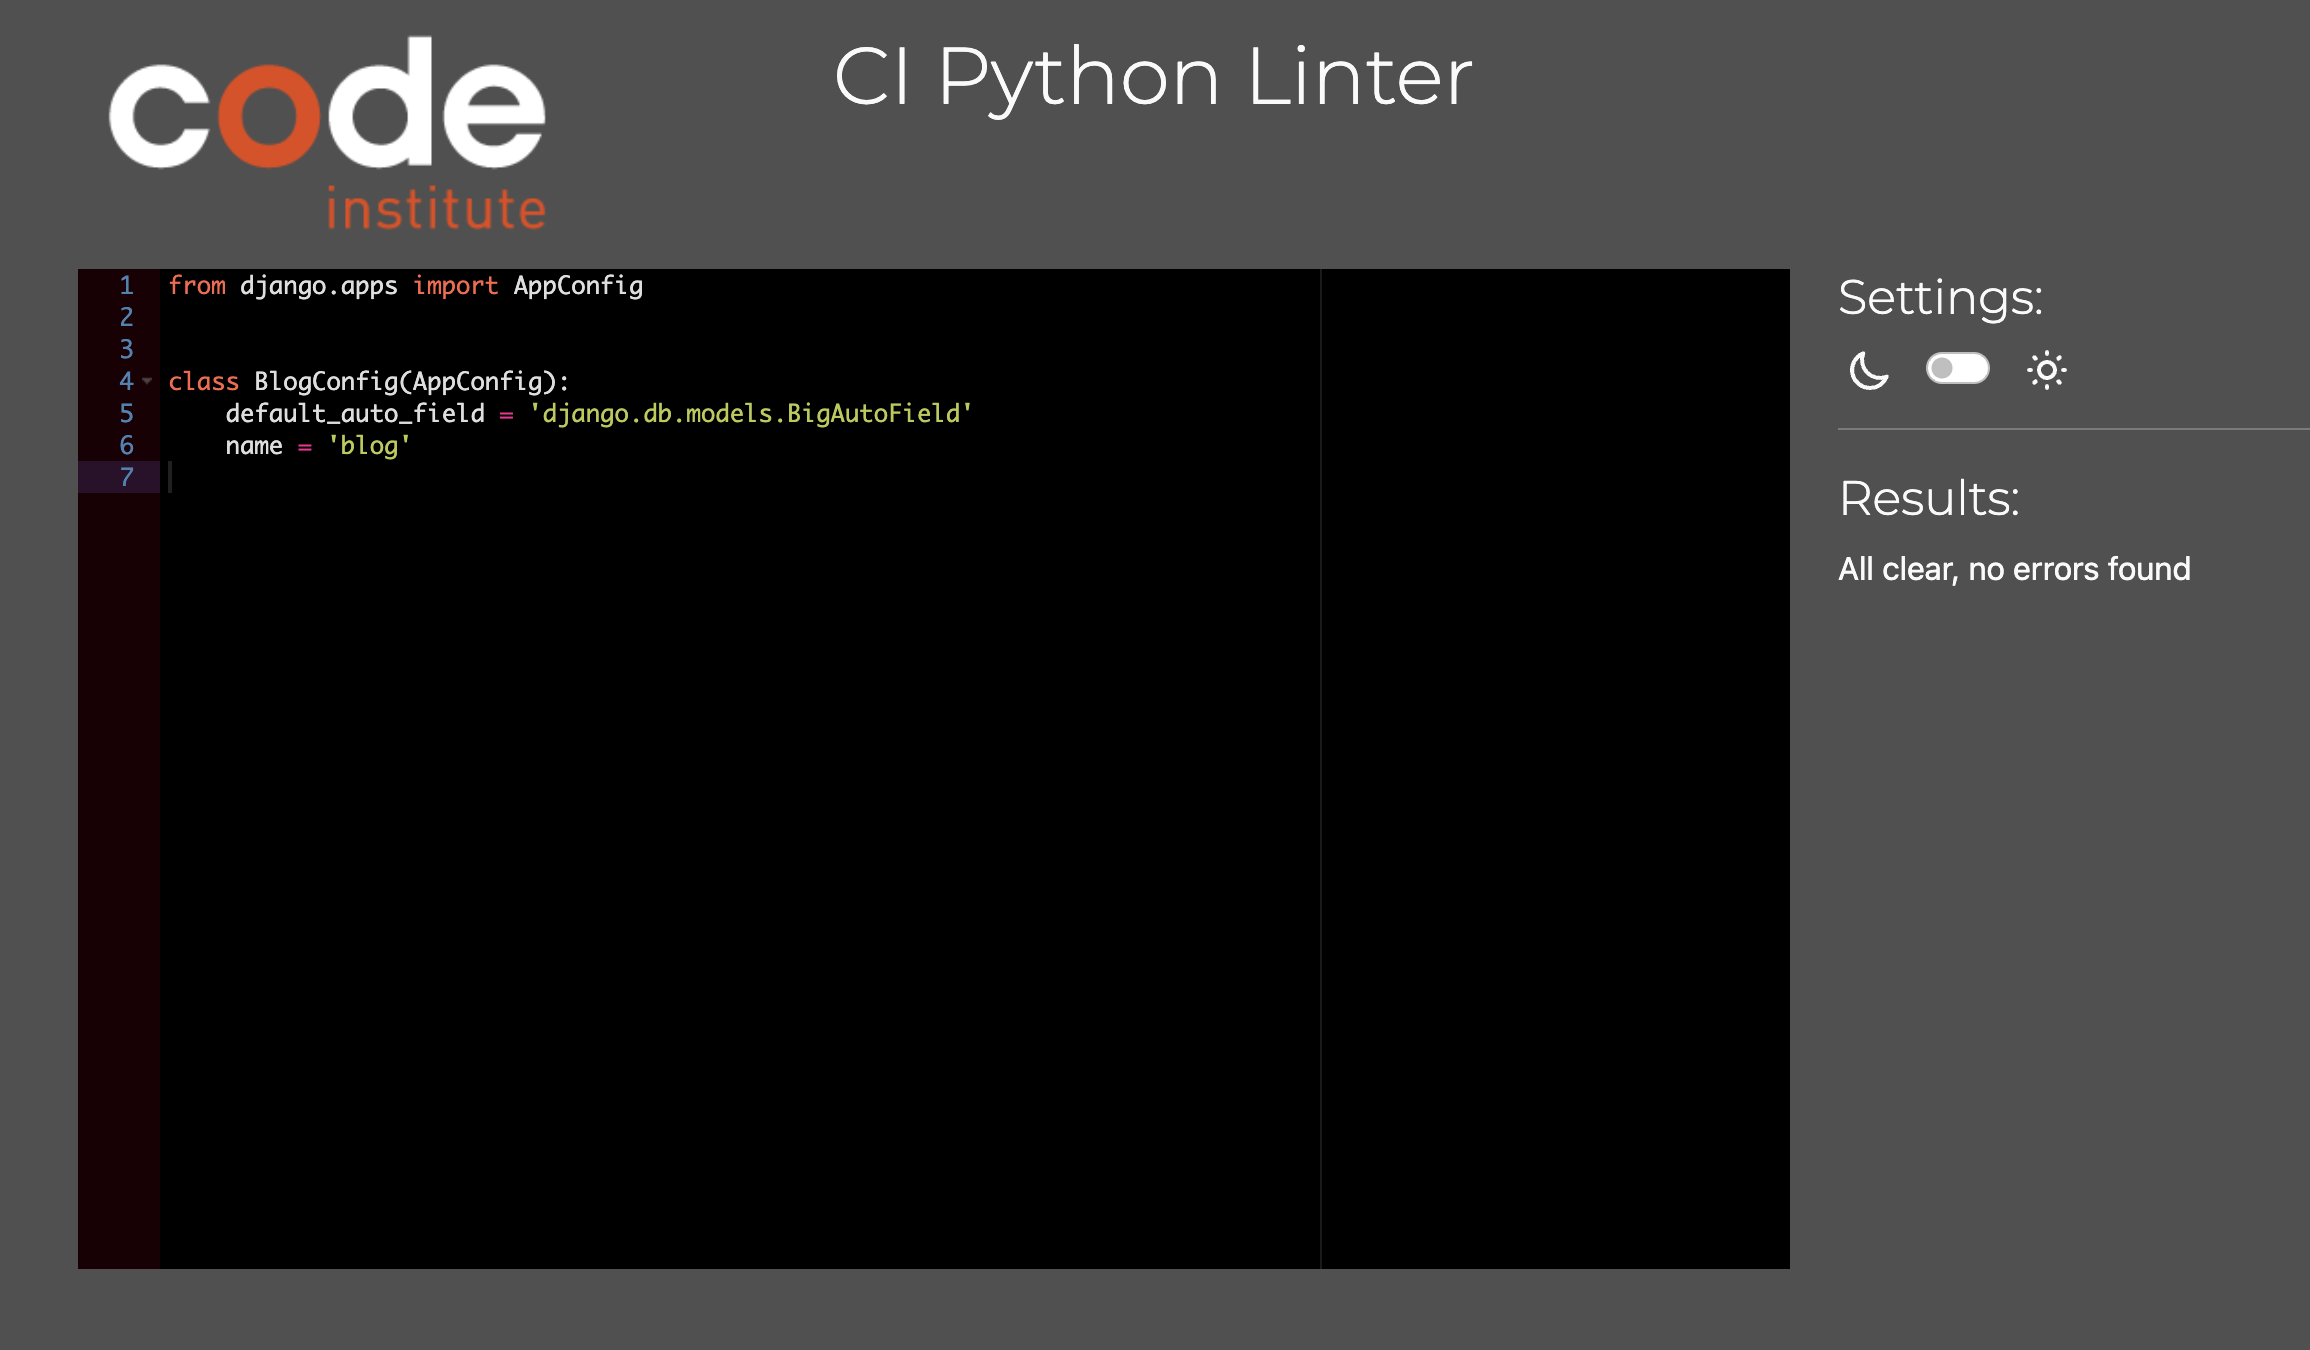 code
institute
CI Python Linter
1 from django.apps import AppConfig
2
3
4 class BlogConfig(AppConfig):
5     default_auto_field = 'django.db.models.BigAutoField'
6     name = 'blog'
7
Settings:
Results:
All clear, no errors found